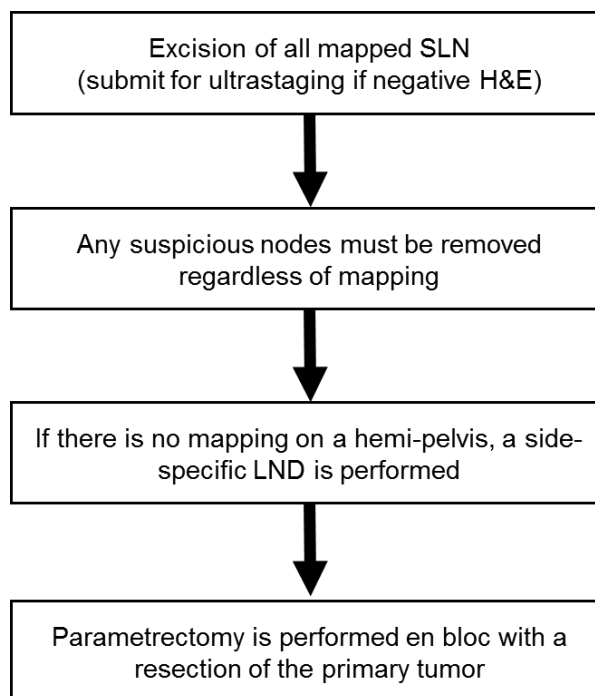 Excision of all mapped SLN
(submit for ultrastaging if negative H&E)
Any suspicious nodes must be removed
regardless of mapping
If there is no mapping on a hemi-pelvis, a side-
specific LND is performed
Parametrectomy is performed en bloc with a
resection of the primary tumor